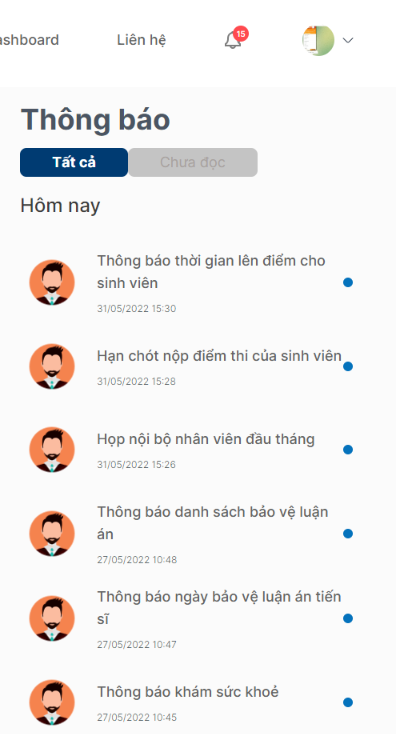 ashboard
Liên hệ
15
Thông báo
Tất cả
Chưa đọc
Hôm nay
Thông báo thời gian lên điểm cho
sinh viên
31/05/2022 15:30
Hạn chót nộp điểm thi của sinh viên
31/05/2022 15:28
Họp nội bộ nhân viên đầu tháng
31/05/2022 15:26
Thông báo danh sách bảo vệ luận
án
27/05/2022 10:48
Thông báo ngày bảo vệ luận án tiến
sĩ
27/05/2022 10:47
Thông báo khám sức khoẻ
27/05/2022 10:45